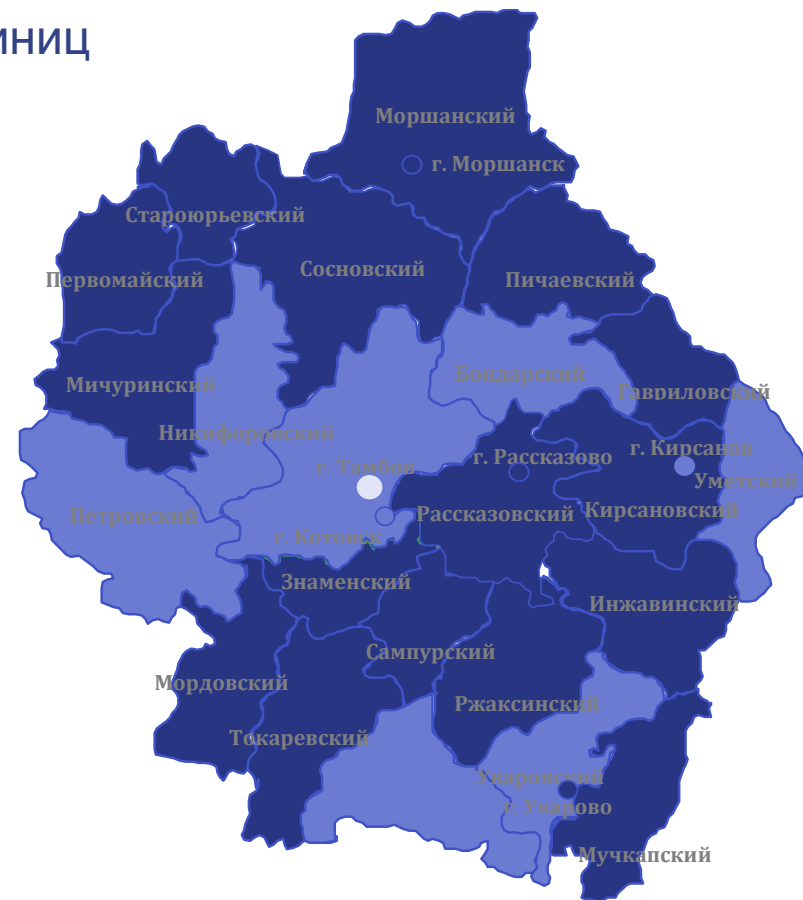 иниц
Моршанский
г. Моршанск
Староюрьевский
Сосновский
Первомайский
Пичаевский
Бондарский
Мичуринский
Гавриловский
Никифоровский
г. Кирсанов
г. Рассказово
г. Тамбов
Уметский
Петровский
Рассказовский
Кирсановский
г. Котовск
Знаменский
Инжавинский
Сампурский
Мордовский
Ржаксинский
Токаревский
Уваровский
г. Уварово
Мучкапский